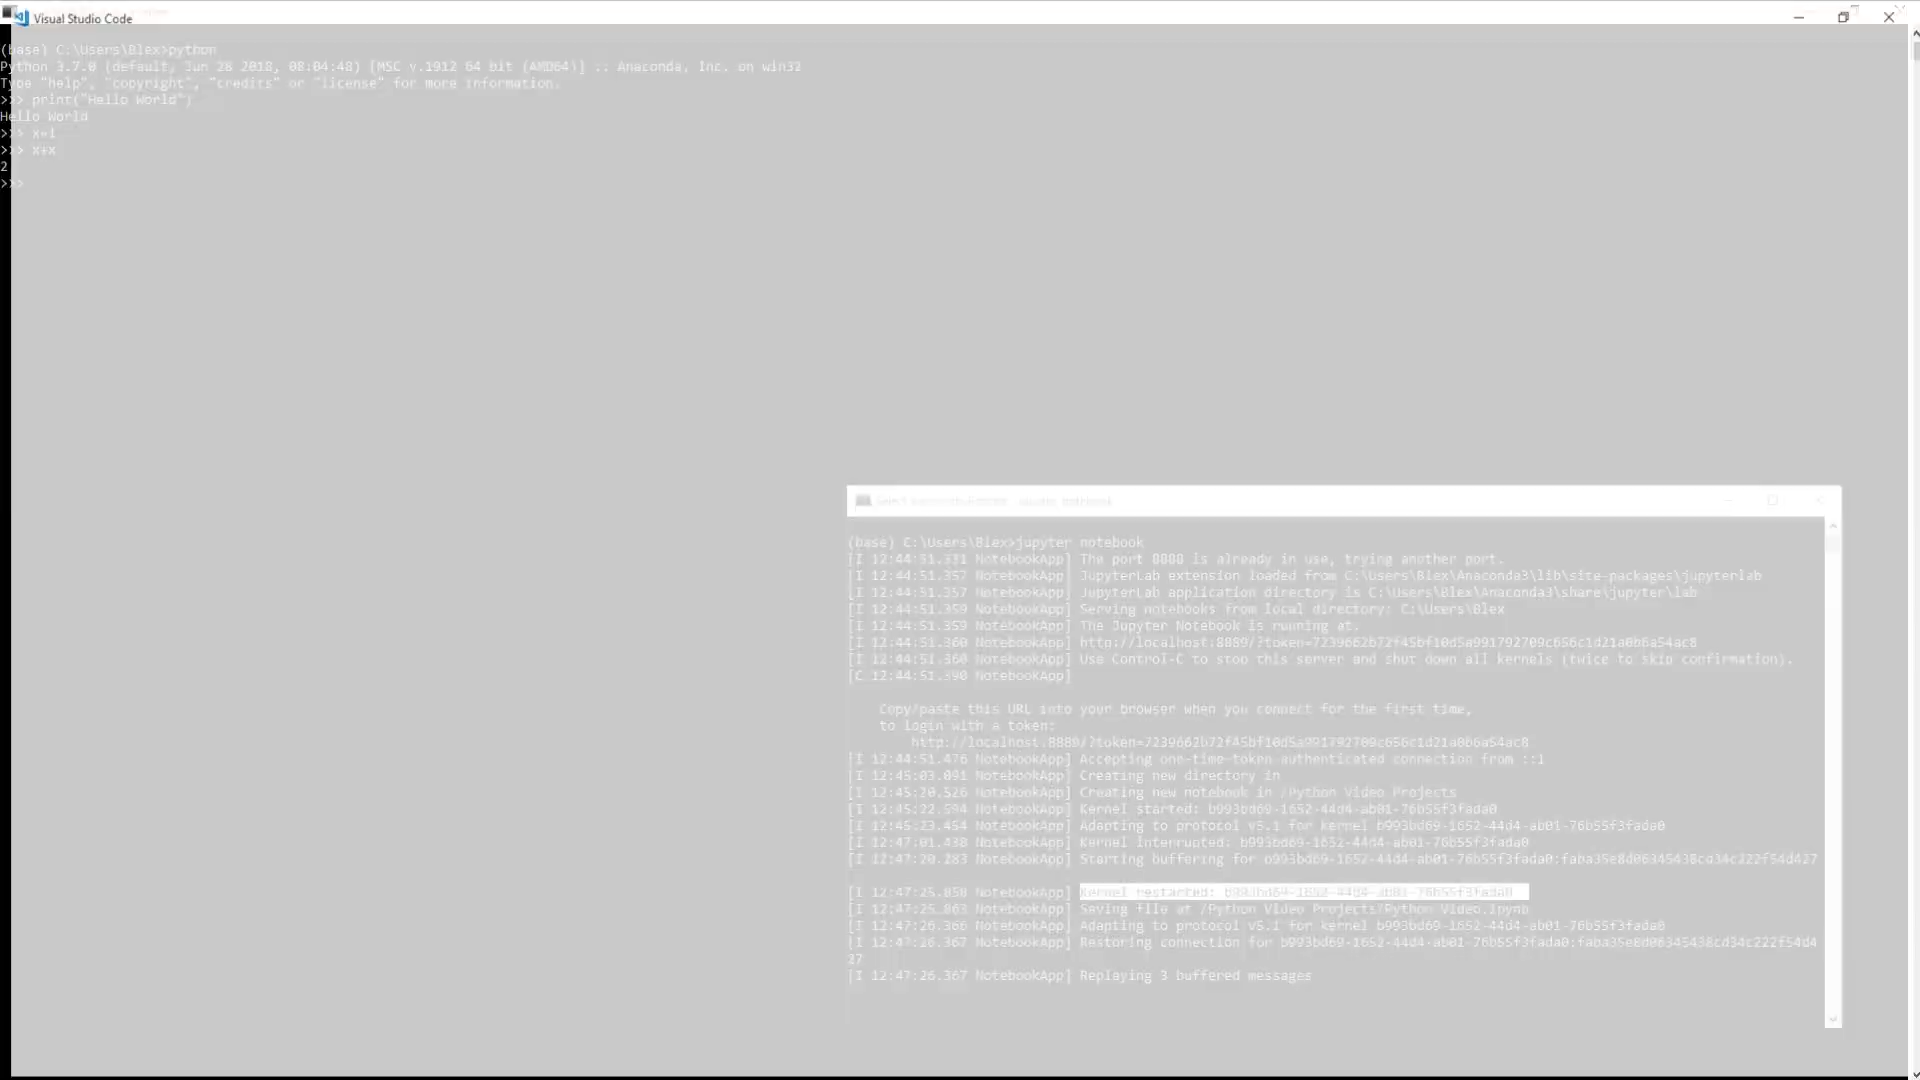 Visual Studio Code
(base) C:\Users\Blex>python
Python 3.7.0 (default, Jun 28 2018, 08:04:48) [MSC v.1912 64 bit (AMD64)] :: Anaconda, Inc. on win32
Type "help", "copyright", "credits" or "license" for more information.
>>> print("Hello World")
Hello World
>>> x=1
>>> x+x
2
>>>
jupyter notebook
(base) C:\Users\Blex>jupyter notebook
[I 12:44:51.331 NotebookApp] The port 8888 is already in use, trying another port.
[I 12:44:51.357 NotebookApp] JupyterLab extension loaded from C:\Users\Blex\Anaconda3\lib\site-packages\jupyterlab
[I 12:44:51.357 NotebookApp] JupyterLab application directory is C:\Users\Blex\Anaconda3\share\jupyter\lab
[I 12:44:51.359 NotebookApp] Serving notebooks from local directory: C:\Users\Blex
[I 12:44:51.359 NotebookApp] The Jupyter Notebook is running at:
[I 12:44:51.360 NotebookApp] http://localhost:8889/?token=7239662b72f45bf10d5a991792709c656c1d21a0b6a54ac8
[I 12:44:51.360 NotebookApp] Use Control-C to stop this server and shut down all kernels (twice to skip confirmation).
[C 12:44:51.390 NotebookApp]
Copy/paste this URL into your browser when you connect for the first time,
to login with a token:
http://localhost:8889/?token=7239662b72f45bf10d5a991792709c656c1d21a0b6a54ac8
[I 12:44:51.476 NotebookApp] Accepting one-time-token-authenticated connection from ::1
[I 12:45:03.091 NotebookApp] Creating new directory in
[I 12:45:20.526 NotebookApp] Creating new notebook in /Python Video Projects
[I 12:45:22.594 NotebookApp] Kernel started: b993bd69-1652-44d4-ab01-76b55f3fada0
[I 12:45:23.454 NotebookApp] Adapting to protocol v5.1 for kernel b993bd69-1652-44d4-ab01-76b55f3fada0
[I 12:47:01.430 NotebookApp] Kernel Interrupted: b993bd69-1652-44d4-ab01-76b55f3fada0
[I 12:47:20.283 NotebookApp] Starting buffering for b993bd69-1652-44d4-ab01-76b55f3fada0:faba35e8d06345438cd34c222f54d427
[I 12:47:25.858 NotebookApp] Kernel restarted: b993bd69-1652-44d4-ab01-76b55f3fada0
[I 12:47:25.863 NotebookApp] Saving file at /Python Video Projects/Python Video.ipynb
[I 12:47:26.366 NotebookApp] Adapting to protocol v5.1 for kernel b993bd69-1652-44d4-ab01-76b55f3fada0
[I 12:47:26.367 NotebookApp] Restoring connection for b993bd69-1652-44d4-ab01-76b55f3fada0:faba35e8d06345438cd34c222f54d4
27
[I 12:47:26.367 NotebookApp] Replaying 3 buffered messages